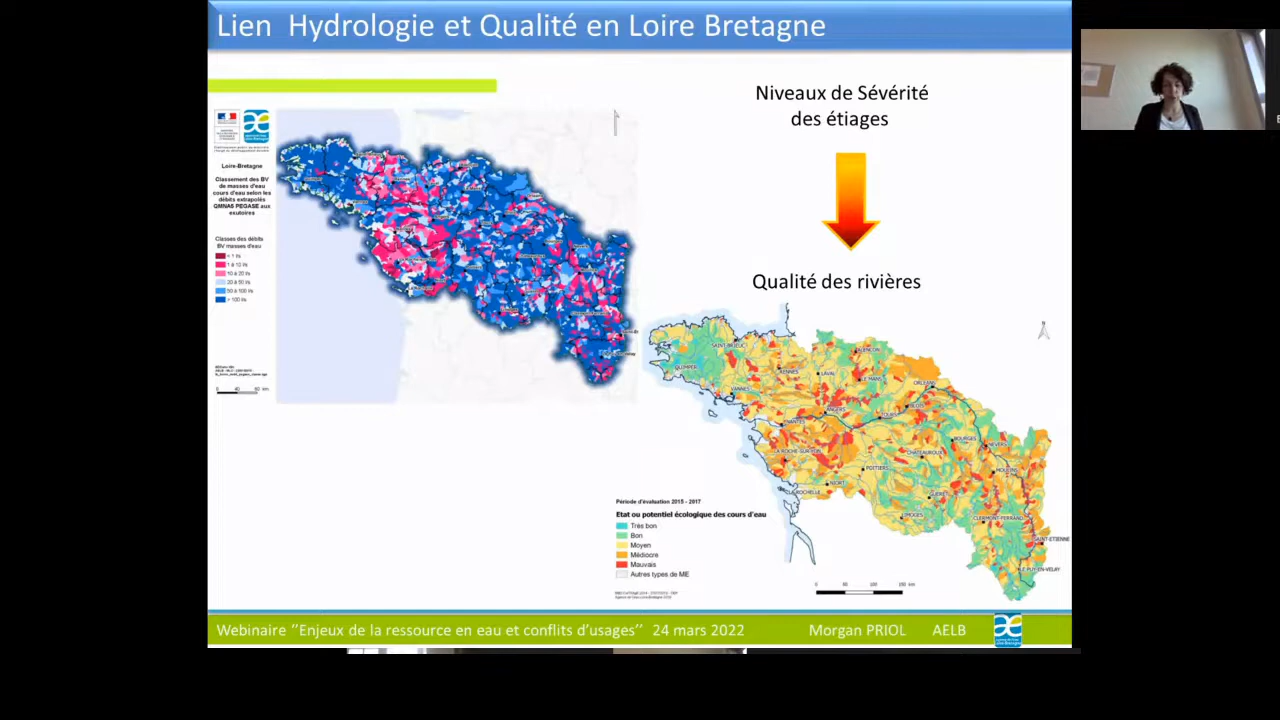 Lien Hydrologie et Qualité en Loire Bretagne
Niveaux de Sévérité
des étiages
Qualité des rivières
Loire-Bretagne
Classement des BV
de masses d'eau
cours d'eau selon les
débits extrapolés
QMNA5 PEGASE aux
exutoires
Classes des débits
BV masses d'eau
< 1 l/s
1 à 10 l/s
10 à 20 l/s
20 à 50 l/s
50 à 100 l/s
> 100 l/s
SAINT-BRIEUC
QUIMPER
VANNES
RENNES
LAVAL
ALENCON
LE MANS
ORLEANS
ANGERS
TOURS
BLOIS
NANTES
LA ROCHE-SUR-YON
BOURGES
NEVERS
CHATEAUROUX
POITIERS
MOULINS
NIORT
LA ROCHELLE
GUERET
LIMOGES
CLERMONT-FERRAND
SAINT-ETIENNE
LE-PUY-EN-VELAY
Période d'évaluation 2015 - 2017
Etat ou potentiel écologique des cours d'eau
Très bon
Bon
Moyen
Médiocre
Mauvais
Autres types de ME
0 50 100 150 km
Webinaire ‘’Enjeux de la ressource en eau et conflits d’usages’’ 24 mars 2022
Morgan PRIOL AELB